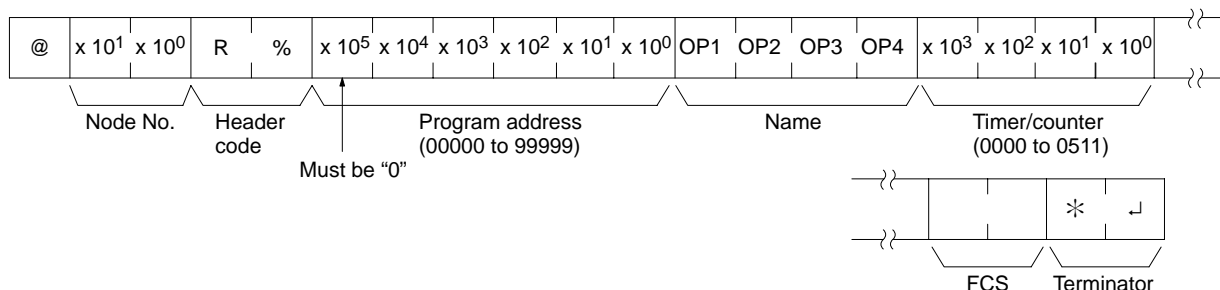 @ x 10¹ x 10⁰ R % x 10⁵ x 10⁴ x 10³ x 10² x 10¹ x 10⁰ OP1 OP2 OP3 OP4 x 10³ x 10² x 10¹ x 10⁰
Node No. Header code Program address (00000 to 99999) Name Timer/counter (0000 to 0511)
Must be “0”
* ↵
FCS Terminator